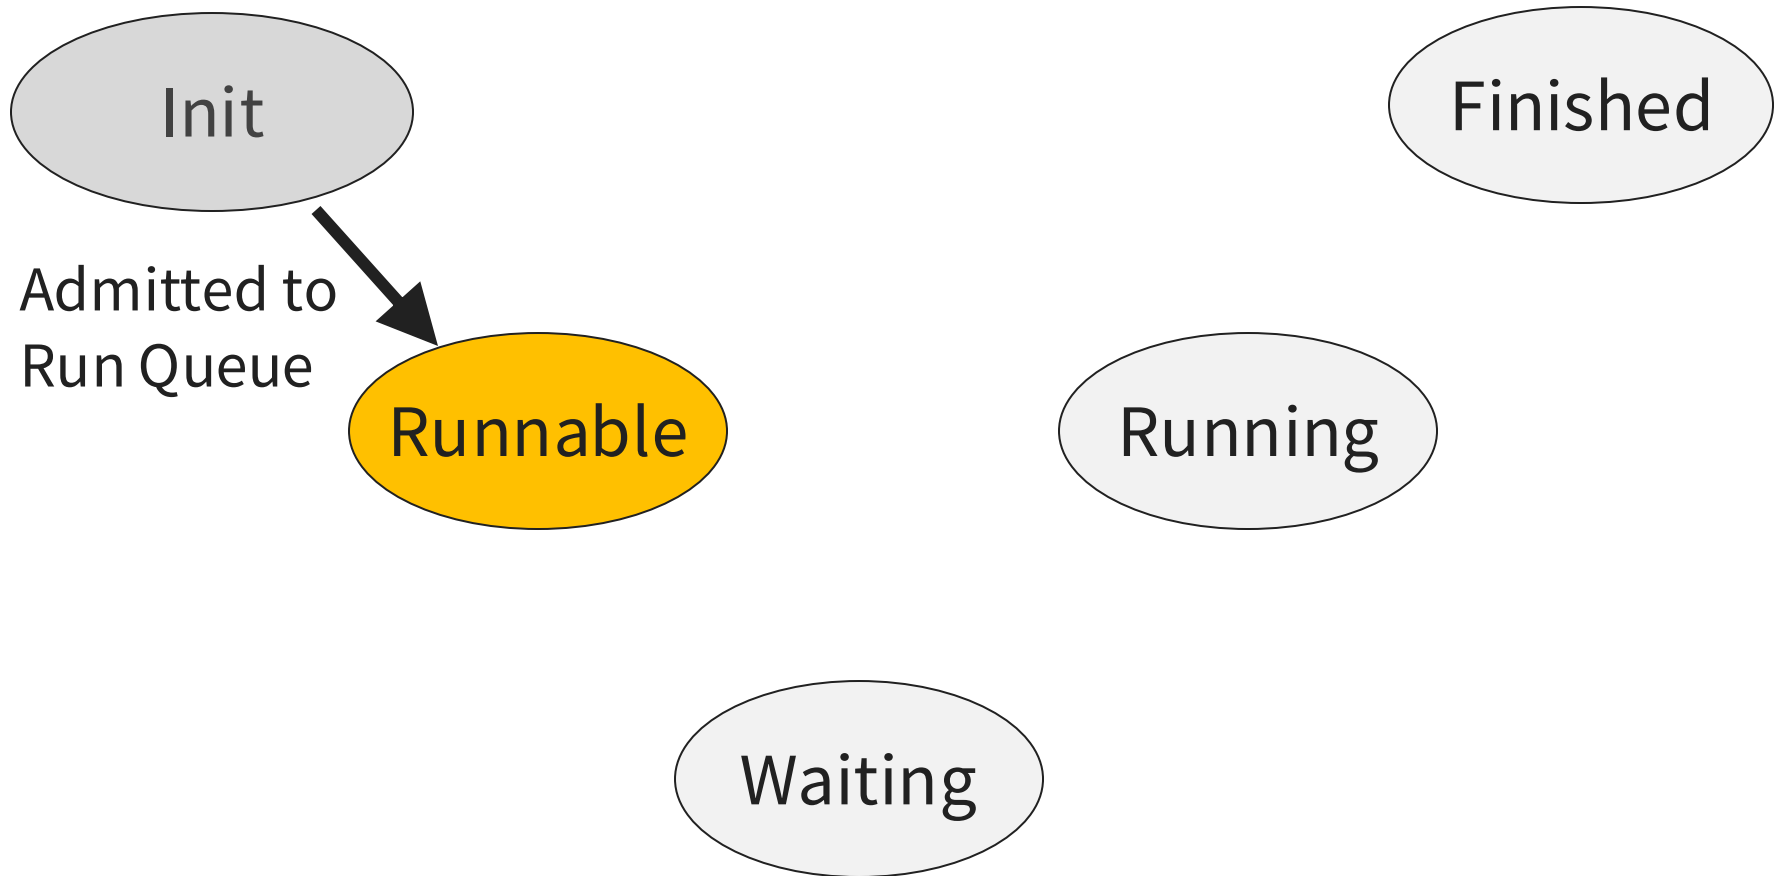 Init
Finished
Admitted to
Run Queue
Runnable
Running
Waiting